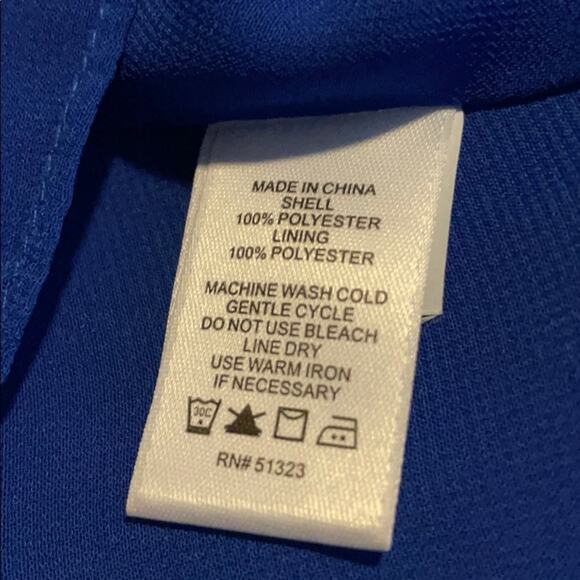 MADE IN CHINA
SHELL
100% POLYESTER
LINING
100% POLYESTER
MACHINE WASH COLD
GENTLE CYCLE
DO NOT USE BLEACH
LINE DRY
USE WARM IRON
IF NECESSARY
30C
RN# 51323